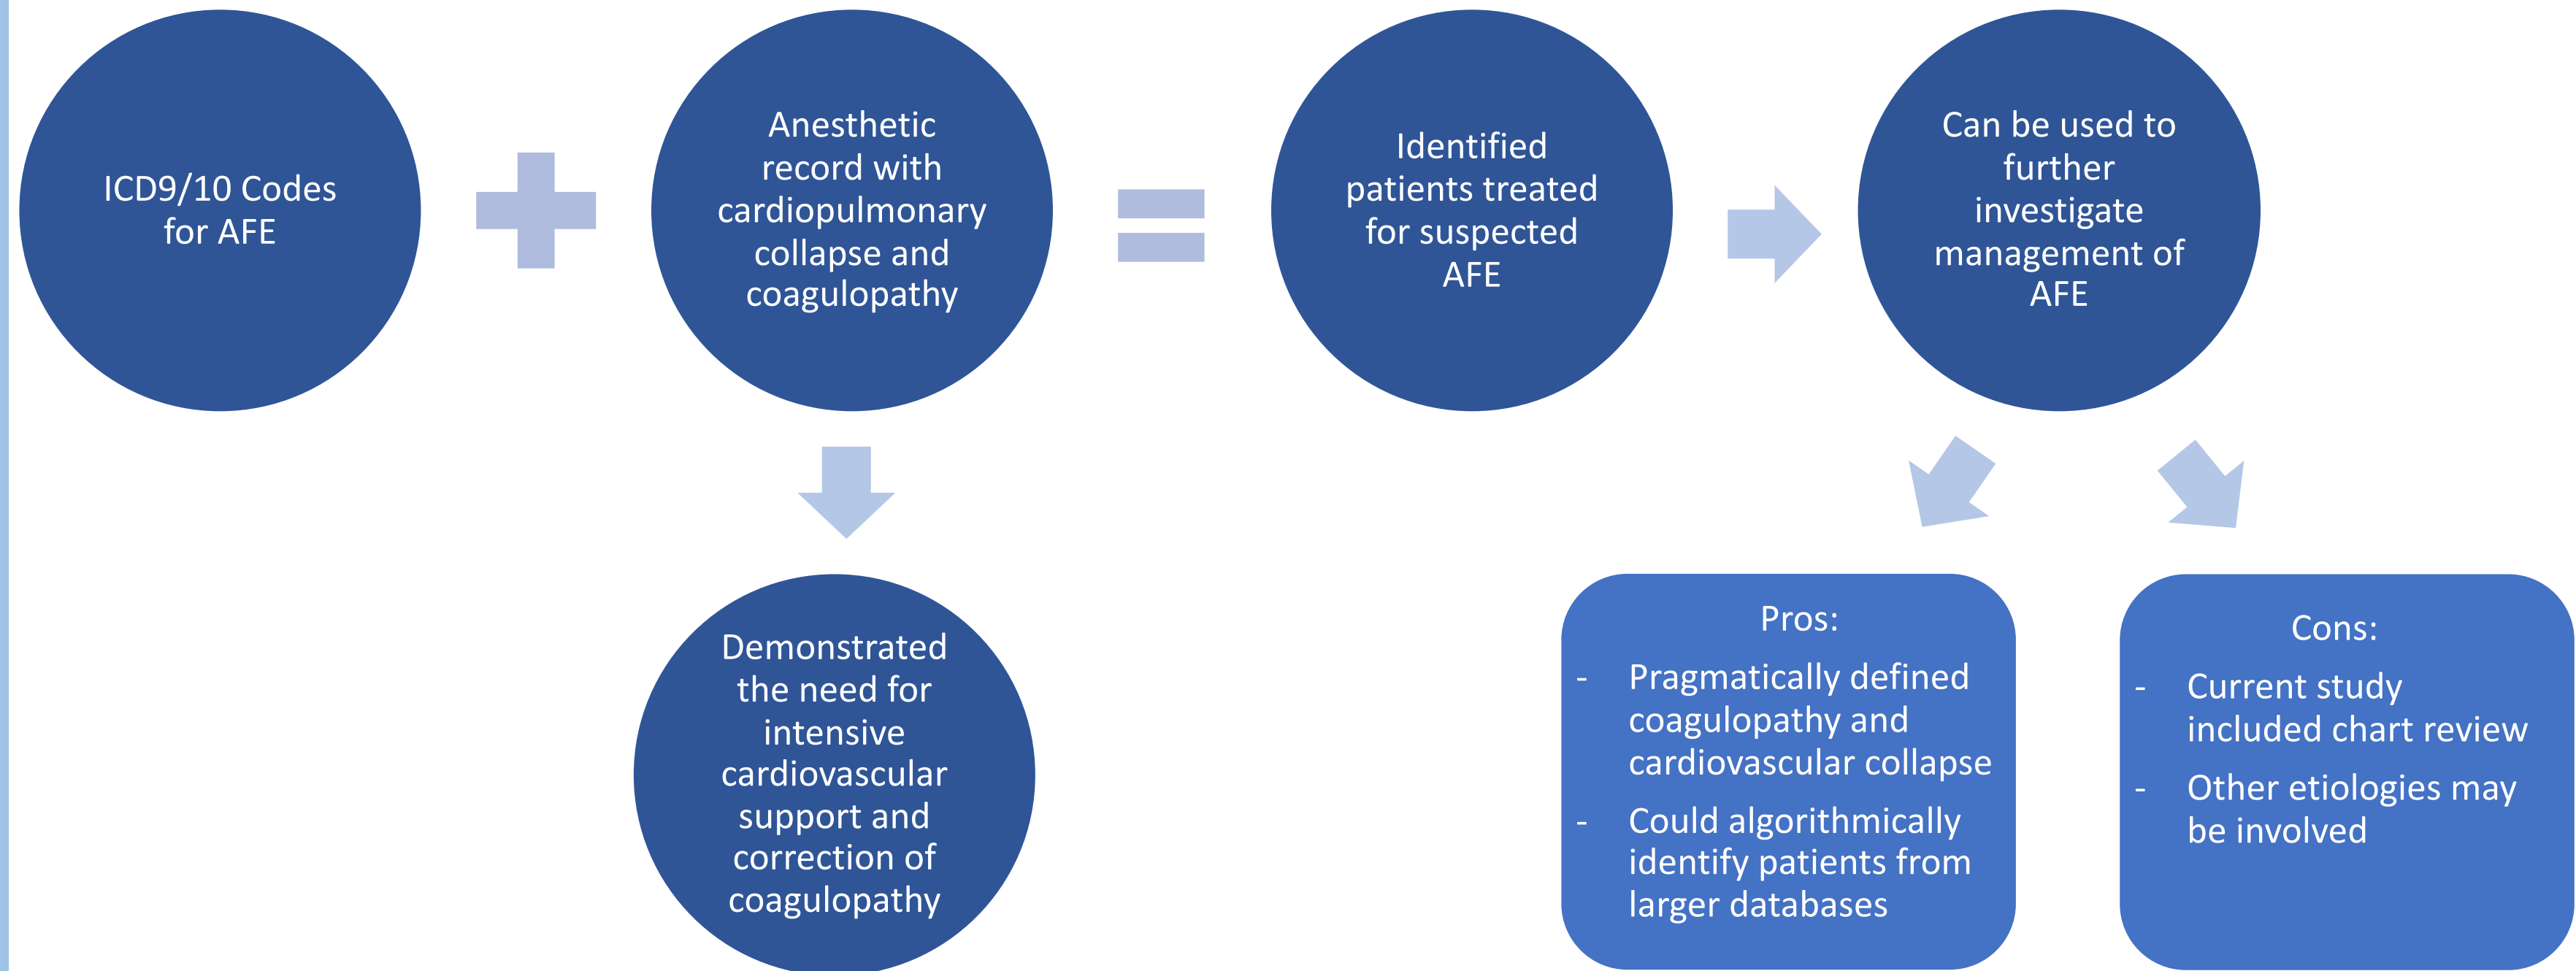 ICD9/10 Codes
for AFE
Anesthetic
record with
cardiopulmonary
collapse and
coagulopathy
Identified
patients treated
for suspected
AFE
Can be used to
further
investigate
management of
AFE
Demonstrated
the need for
intensive
cardiovascular
support and
correction of
coagulopathy
Pros:
- Pragmatically defined
coagulopathy and
cardiovascular collapse
- Could algorithmically
identify patients from
larger databases
Cons:
- Current study
included chart review
- Other etiologies may
be involved